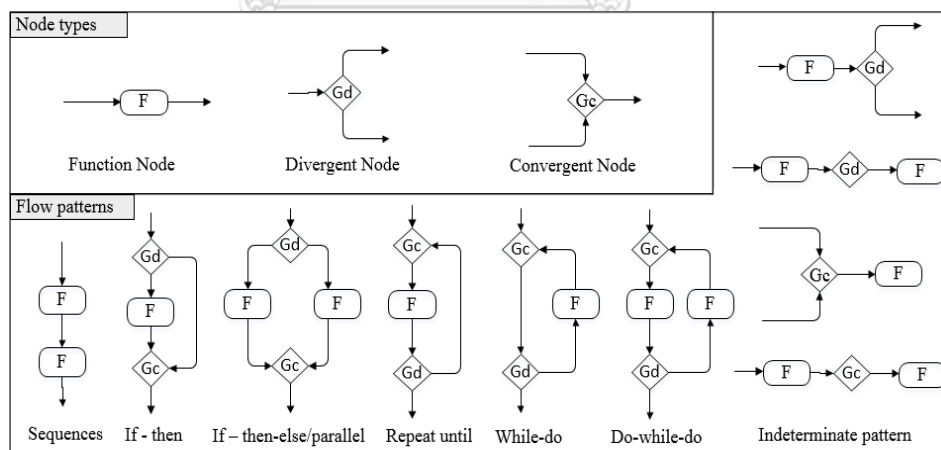 Node types
F
Gd
Gc
Function Node
Divergent Node
Convergent Node
F Gd
F Gd F
Gc F
F Gc F
Indeterminate pattern
Flow patterns
Gd
F
Gc
Gd
F F
Gc
Gc
F
Gd
Gc
F
Gd
Gc
F F
Gd
F
F
Sequences
If - then
If – then-else/parallel
Repeat until
While-do
Do-while-do